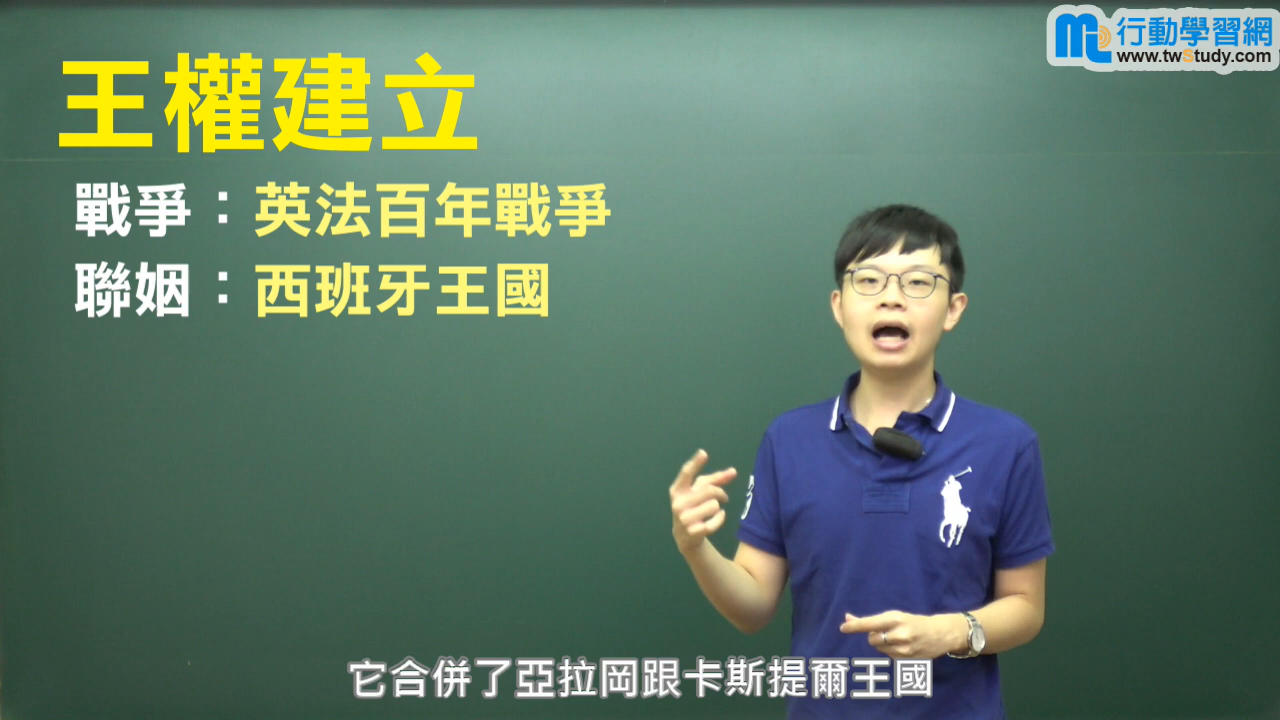 行動學習網
www.twStudy.com
王權建立
戰爭：英法百年戰爭
聯姻：西班牙王國
它合併了亞拉岡跟卡斯提爾王國